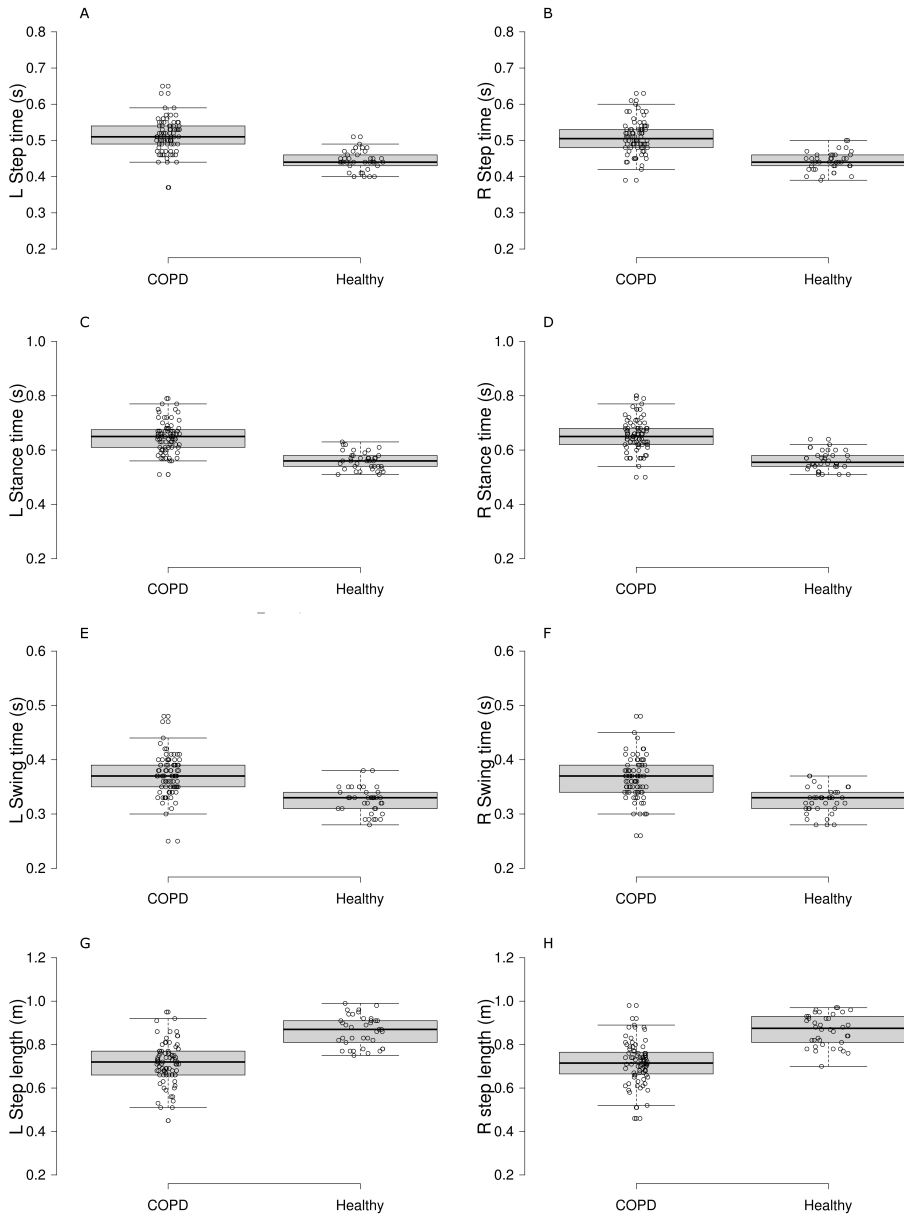 A
L Step time (s)
0.8
0.7
0.6
0.5
0.4
0.3
0.2
COPD Healthy
B
R Step time (s)
0.8
0.7
0.6
0.5
0.4
0.3
0.2
COPD Healthy
C
L Stance time (s)
1.0
0.8
0.6
0.4
0.2
COPD Healthy
D
R Stance time (s)
1.0
0.8
0.6
0.4
0.2
COPD Healthy
E
L Swing time (s)
0.6
0.5
0.4
0.3
0.2
COPD Healthy
F
R Swing time (s)
0.6
0.5
0.4
0.3
0.2
COPD Healthy
G
L Step length (m)
1.2
1.0
0.8
0.6
0.4
0.2
COPD Healthy
H
R step length (m)
1.2
1.0
0.8
0.6
0.4
0.2
COPD Healthy